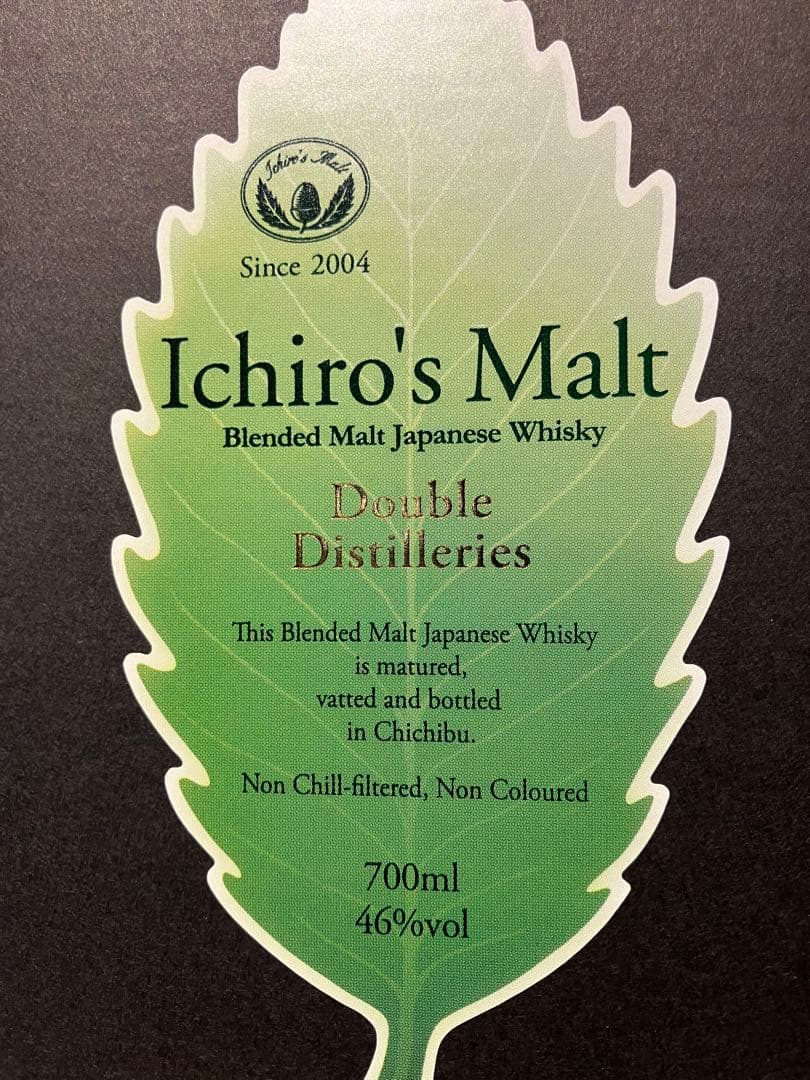 Ichiro's Malt
Since 2004
Ichiro's Malt
Blended Malt Japanese Whisky
Double
Distilleries
This Blended Malt Japanese Whisky
is matured,
vatted and bottled
in Chichibu.
Non Chill-filtered, Non Coloured
700ml
46%vol